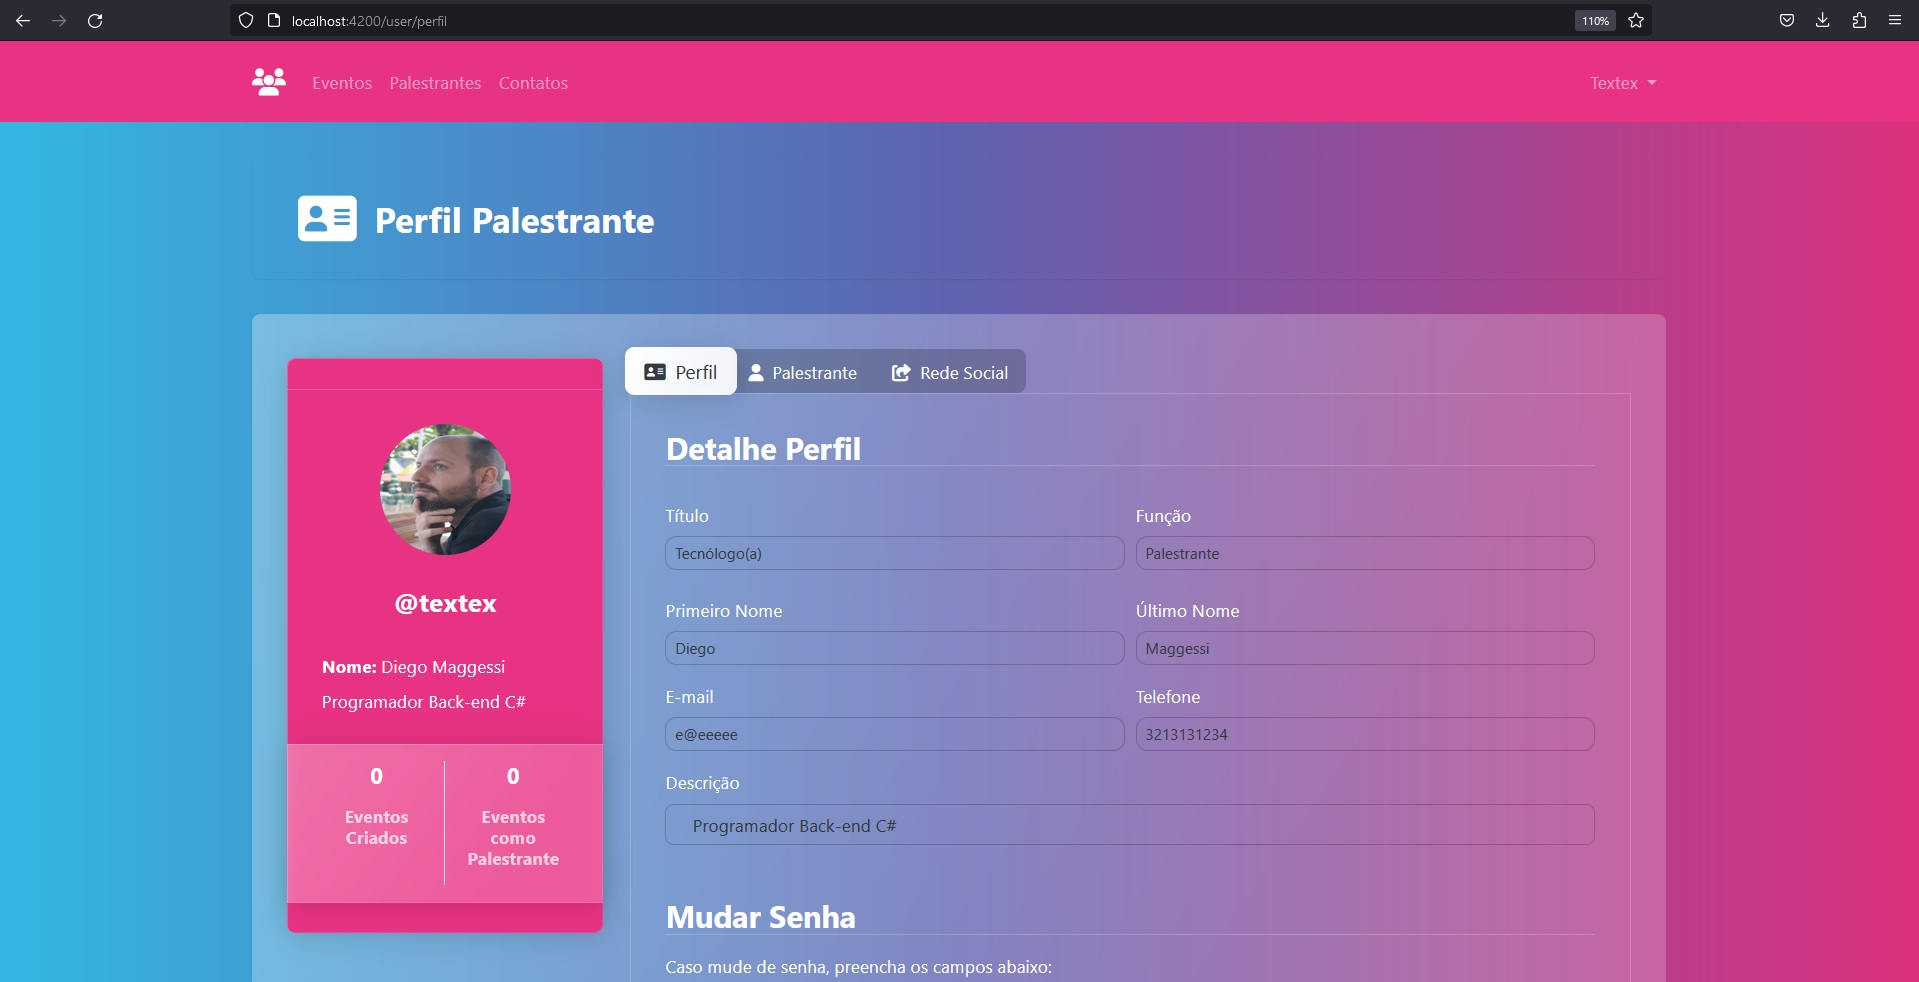 localhost:4200/user/perfil
110%
Eventos Palestrantes Contatos
Textex
Perfil Palestrante
@textex
Nome: Diego Maggessi
Programador Back-end C#
0
Eventos
Criados
0
Eventos
como
Palestrante
Perfil Palestrante Rede Social
Detalhe Perfil
Título
Tecnólogo(a)
Função
Palestrante
Primeiro Nome
Diego
Último Nome
Maggessi
E-mail
e@eeeee
Telefone
3213131234
Descrição
Programador Back-end C#
Mudar Senha
Caso mude de senha, preencha os campos abaixo: